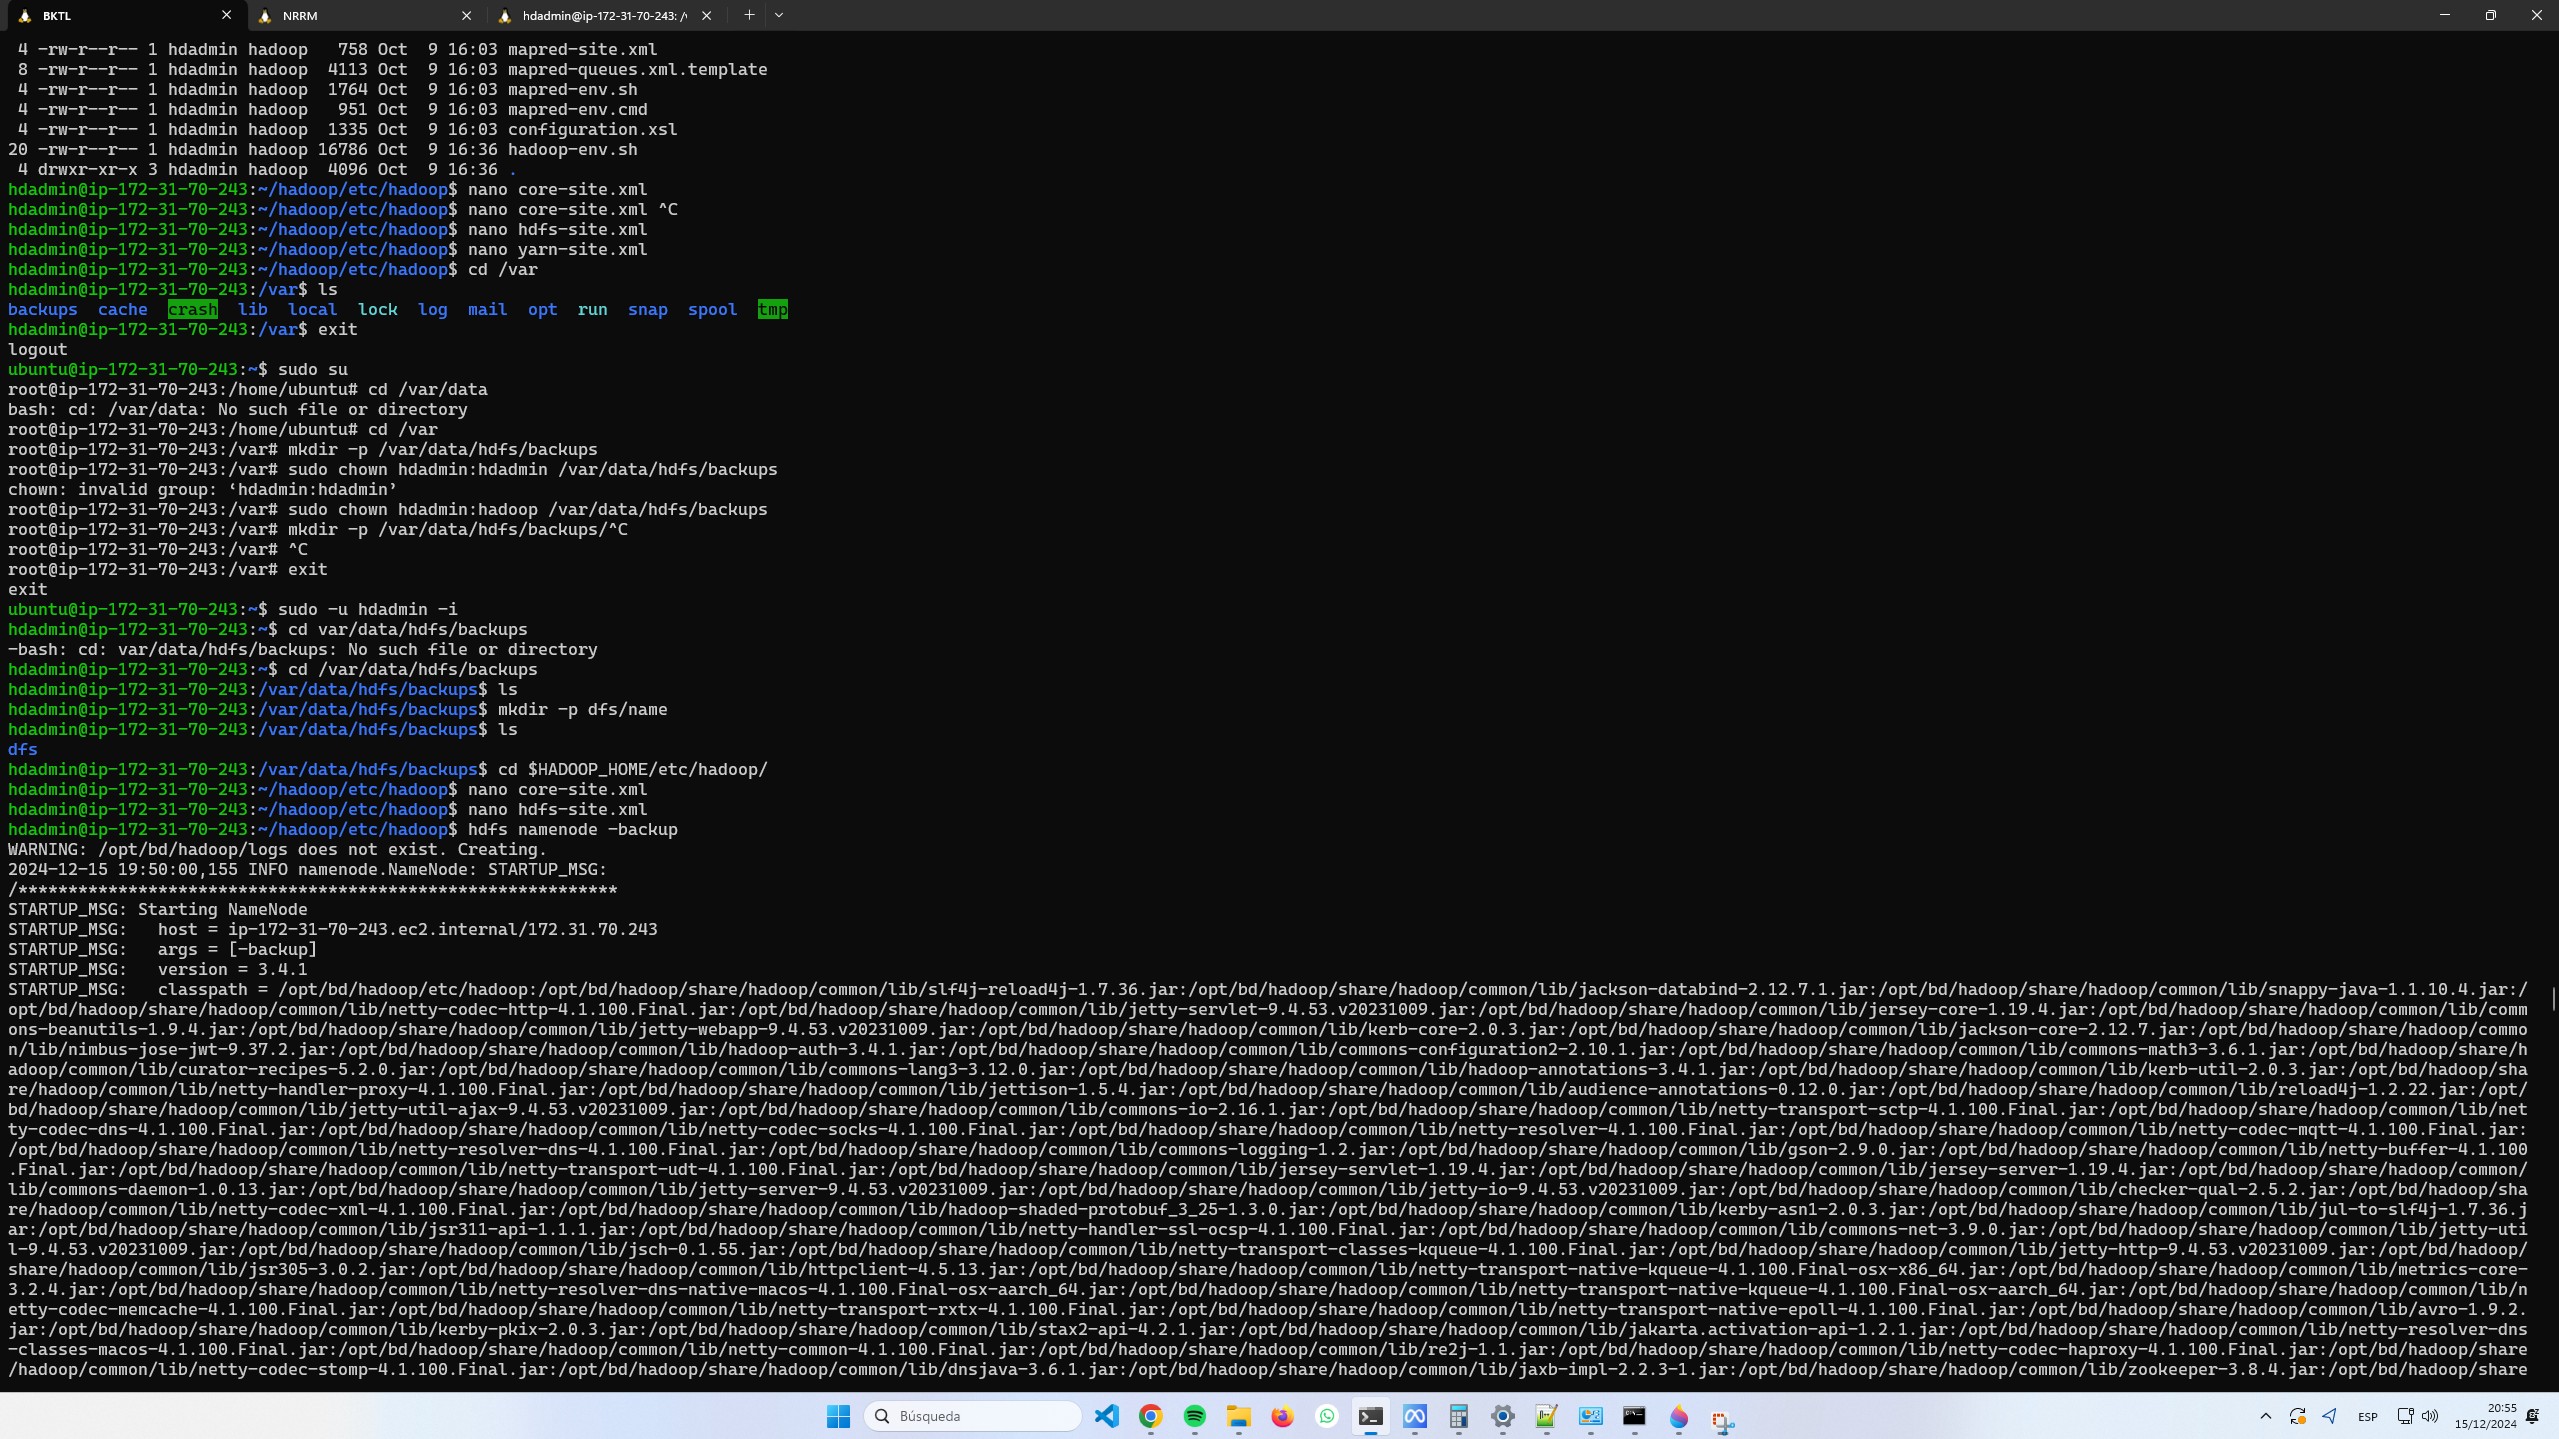 BKTL
NRRM
hdadmin@ip-172-31-70-243: /v
4 -rw-r--r-- 1 hdadmin hadoop   758 Oct  9 16:03 mapred-site.xml
8 -rw-r--r-- 1 hdadmin hadoop  4113 Oct  9 16:03 mapred-queues.xml.template
4 -rw-r--r-- 1 hdadmin hadoop  1764 Oct  9 16:03 mapred-env.sh
4 -rw-r--r-- 1 hdadmin hadoop   951 Oct  9 16:03 mapred-env.cmd
4 -rw-r--r-- 1 hdadmin hadoop  1335 Oct  9 16:03 configuration.xsl
20 -rw-r--r-- 1 hdadmin hadoop 16786 Oct  9 16:36 hadoop-env.sh
4 drwxr-xr-x 3 hdadmin hadoop  4096 Oct  9 16:36 .
hdadmin@ip-172-31-70-243:~/hadoop/etc/hadoop$ nano core-site.xml
hdadmin@ip-172-31-70-243:~/hadoop/etc/hadoop$ nano core-site.xml ^C
hdadmin@ip-172-31-70-243:~/hadoop/etc/hadoop$ nano hdfs-site.xml
hdadmin@ip-172-31-70-243:~/hadoop/etc/hadoop$ nano yarn-site.xml
hdadmin@ip-172-31-70-243:~/hadoop/etc/hadoop$ cd /var
hdadmin@ip-172-31-70-243:/var$ ls
backups  cache  crash  lib  local  lock  log  mail  opt  run  snap  spool  tmp
hdadmin@ip-172-31-70-243:/var$ exit
logout
ubuntu@ip-172-31-70-243:~$ sudo su
root@ip-172-31-70-243:/home/ubuntu# cd /var/data
bash: cd: /var/data: No such file or directory
root@ip-172-31-70-243:/home/ubuntu# cd /var
root@ip-172-31-70-243:/var# mkdir -p /var/data/hdfs/backups
root@ip-172-31-70-243:/var# sudo chown hdadmin:hdadmin /var/data/hdfs/backups
chown: invalid group: ‘hdadmin:hdadmin’
root@ip-172-31-70-243:/var# sudo chown hdadmin:hadoop /var/data/hdfs/backups
root@ip-172-31-70-243:/var# mkdir -p /var/data/hdfs/backups/^C
root@ip-172-31-70-243:/var# ^C
root@ip-172-31-70-243:/var# exit
exit
ubuntu@ip-172-31-70-243:~$ sudo -u hdadmin -i
hdadmin@ip-172-31-70-243:~$ cd var/data/hdfs/backups
-bash: cd: var/data/hdfs/backups: No such file or directory
hdadmin@ip-172-31-70-243:~$ cd /var/data/hdfs/backups
hdadmin@ip-172-31-70-243:/var/data/hdfs/backups$ ls
hdadmin@ip-172-31-70-243:/var/data/hdfs/backups$ mkdir -p dfs/name
hdadmin@ip-172-31-70-243:/var/data/hdfs/backups$ ls
dfs
hdadmin@ip-172-31-70-243:/var/data/hdfs/backups$ cd $HADOOP_HOME/etc/hadoop/
hdadmin@ip-172-31-70-243:~/hadoop/etc/hadoop$ nano core-site.xml
hdadmin@ip-172-31-70-243:~/hadoop/etc/hadoop$ nano hdfs-site.xml
hdadmin@ip-172-31-70-243:~/hadoop/etc/hadoop$ hdfs namenode -backup
WARNING: /opt/bd/hadoop/logs does not exist. Creating.
2024-12-15 19:50:00,155 INFO namenode.NameNode: STARTUP_MSG:
/************************************************************
STARTUP_MSG: Starting NameNode
STARTUP_MSG:   host = ip-172-31-70-243.ec2.internal/172.31.70.243
STARTUP_MSG:   args = [-backup]
STARTUP_MSG:   version = 3.4.1
STARTUP_MSG:   classpath = /opt/bd/hadoop/etc/hadoop:/opt/bd/hadoop/share/hadoop/common/lib/slf4j-reload4j-1.7.36.jar:/opt/bd/hadoop/share/hadoop/common/lib/jackson-databind-2.12.7.1.jar:/opt/bd/hadoop/share/hadoop/common/lib/snappy-java-1.1.10.4.jar:/
opt/bd/hadoop/share/hadoop/common/lib/netty-codec-http-4.1.100.Final.jar:/opt/bd/hadoop/share/hadoop/common/lib/jetty-servlet-9.4.53.v20231009.jar:/opt/bd/hadoop/share/hadoop/common/lib/jersey-core-1.19.4.jar:/opt/bd/hadoop/share/hadoop/common/lib/comm
ons-beanutils-1.9.4.jar:/opt/bd/hadoop/share/hadoop/common/lib/jetty-webapp-9.4.53.v20231009.jar:/opt/bd/hadoop/share/hadoop/common/lib/kerb-core-2.0.3.jar:/opt/bd/hadoop/share/hadoop/common/lib/jackson-core-2.12.7.jar:/opt/bd/hadoop/share/hadoop/commo
n/lib/nimbus-jose-jwt-9.37.2.jar:/opt/bd/hadoop/share/hadoop/common/lib/hadoop-auth-3.4.1.jar:/opt/bd/hadoop/share/hadoop/common/lib/commons-configuration2-2.10.1.jar:/opt/bd/hadoop/share/hadoop/common/lib/commons-math3-3.6.1.jar:/opt/bd/hadoop/share/h
adoop/common/lib/curator-recipes-5.2.0.jar:/opt/bd/hadoop/share/hadoop/common/lib/commons-lang3-3.12.0.jar:/opt/bd/hadoop/share/hadoop/common/lib/hadoop-annotations-3.4.1.jar:/opt/bd/hadoop/share/hadoop/common/lib/kerb-util-2.0.3.jar:/opt/bd/hadoop/sha
re/hadoop/common/lib/netty-handler-proxy-4.1.100.Final.jar:/opt/bd/hadoop/share/hadoop/common/lib/jettison-1.5.4.jar:/opt/bd/hadoop/share/hadoop/common/lib/audience-annotations-0.12.0.jar:/opt/bd/hadoop/share/hadoop/common/lib/reload4j-1.2.22.jar:/opt/
bd/hadoop/share/hadoop/common/lib/jetty-util-ajax-9.4.53.v20231009.jar:/opt/bd/hadoop/share/hadoop/common/lib/commons-io-2.16.1.jar:/opt/bd/hadoop/share/hadoop/common/lib/netty-transport-sctp-4.1.100.Final.jar:/opt/bd/hadoop/share/hadoop/common/lib/net
ty-codec-dns-4.1.100.Final.jar:/opt/bd/hadoop/share/hadoop/common/lib/netty-codec-socks-4.1.100.Final.jar:/opt/bd/hadoop/share/hadoop/common/lib/netty-resolver-4.1.100.Final.jar:/opt/bd/hadoop/share/hadoop/common/lib/netty-codec-mqtt-4.1.100.Final.jar:
/opt/bd/hadoop/share/hadoop/common/lib/netty-resolver-dns-4.1.100.Final.jar:/opt/bd/hadoop/share/hadoop/common/lib/commons-logging-1.2.jar:/opt/bd/hadoop/share/hadoop/common/lib/gson-2.9.0.jar:/opt/bd/hadoop/share/hadoop/common/lib/netty-buffer-4.1.100
.Final.jar:/opt/bd/hadoop/share/hadoop/common/lib/netty-transport-udt-4.1.100.Final.jar:/opt/bd/hadoop/share/hadoop/common/lib/jersey-servlet-1.19.4.jar:/opt/bd/hadoop/share/hadoop/common/lib/jersey-server-1.19.4.jar:/opt/bd/hadoop/share/hadoop/common/
lib/commons-daemon-1.0.13.jar:/opt/bd/hadoop/share/hadoop/common/lib/jetty-server-9.4.53.v20231009.jar:/opt/bd/hadoop/share/hadoop/common/lib/jetty-io-9.4.53.v20231009.jar:/opt/bd/hadoop/share/hadoop/common/lib/checker-qual-2.5.2.jar:/opt/bd/hadoop/sha
re/hadoop/common/lib/netty-codec-xml-4.1.100.Final.jar:/opt/bd/hadoop/share/hadoop/common/lib/hadoop-shaded-protobuf_3_25-1.3.0.jar:/opt/bd/hadoop/share/hadoop/common/lib/kerby-asn1-2.0.3.jar:/opt/bd/hadoop/share/hadoop/common/lib/jul-to-slf4j-1.7.36.j
ar:/opt/bd/hadoop/share/hadoop/common/lib/jsr311-api-1.1.1.jar:/opt/bd/hadoop/share/hadoop/common/lib/netty-handler-ssl-ocsp-4.1.100.Final.jar:/opt/bd/hadoop/share/hadoop/common/lib/commons-net-3.9.0.jar:/opt/bd/hadoop/share/hadoop/common/lib/jetty-uti
l-9.4.53.v20231009.jar:/opt/bd/hadoop/share/hadoop/common/lib/jsch-0.1.55.jar:/opt/bd/hadoop/share/hadoop/common/lib/netty-transport-classes-kqueue-4.1.100.Final.jar:/opt/bd/hadoop/share/hadoop/common/lib/jetty-http-9.4.53.v20231009.jar:/opt/bd/hadoop/
share/hadoop/common/lib/jsr305-3.0.2.jar:/opt/bd/hadoop/share/hadoop/common/lib/httpclient-4.5.13.jar:/opt/bd/hadoop/share/hadoop/common/lib/netty-transport-native-kqueue-4.1.100.Final-osx-x86_64.jar:/opt/bd/hadoop/share/hadoop/common/lib/metrics-core-
3.2.4.jar:/opt/bd/hadoop/share/hadoop/common/lib/netty-resolver-dns-native-macos-4.1.100.Final-osx-aarch_64.jar:/opt/bd/hadoop/share/hadoop/common/lib/netty-transport-native-kqueue-4.1.100.Final-osx-aarch_64.jar:/opt/bd/hadoop/share/hadoop/common/lib/n
etty-codec-memcache-4.1.100.Final.jar:/opt/bd/hadoop/share/hadoop/common/lib/netty-transport-rxtx-4.1.100.Final.jar:/opt/bd/hadoop/share/hadoop/common/lib/netty-transport-native-epoll-4.1.100.Final.jar:/opt/bd/hadoop/share/hadoop/common/lib/avro-1.9.2.
jar:/opt/bd/hadoop/share/hadoop/common/lib/kerby-pkix-2.0.3.jar:/opt/bd/hadoop/share/hadoop/common/lib/stax2-api-4.2.1.jar:/opt/bd/hadoop/share/hadoop/common/lib/jakarta.activation-api-1.2.1.jar:/opt/bd/hadoop/share/hadoop/common/lib/netty-resolver-dns
-classes-macos-4.1.100.Final.jar:/opt/bd/hadoop/share/hadoop/common/lib/netty-common-4.1.100.Final.jar:/opt/bd/hadoop/share/hadoop/common/lib/re2j-1.1.jar:/opt/bd/hadoop/share/hadoop/common/lib/netty-codec-haproxy-4.1.100.Final.jar:/opt/bd/hadoop/share
/hadoop/common/lib/netty-codec-stomp-4.1.100.Final.jar:/opt/bd/hadoop/share/hadoop/common/lib/dnsjava-3.6.1.jar:/opt/bd/hadoop/share/hadoop/common/lib/jaxb-impl-2.2.3-1.jar:/opt/bd/hadoop/share/hadoop/common/lib/zookeeper-3.8.4.jar:/opt/bd/hadoop/share
Búsqueda
ESP
20:55
15/12/2024